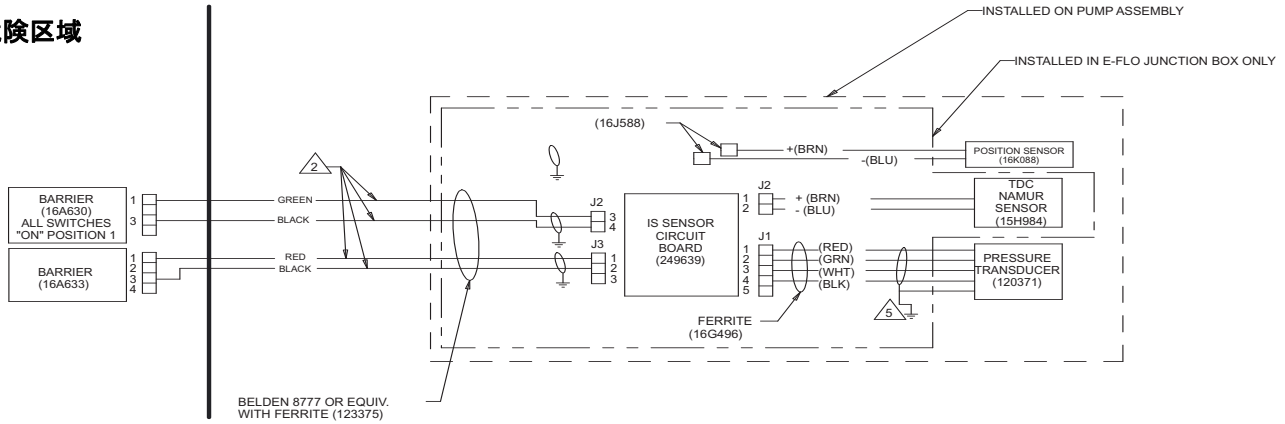 険区域
INSTALLED ON PUMP ASSEMBLY
INSTALLED IN E-FLO JUNCTION BOX ONLY
(16J588)
+(BRN)
-(BLU)
POSITION SENSOR
(16K088)
2
BARRIER
(16A630)
ALL SWITCHES
"ON" POSITION 1
1
3
GREEN
BLACK
J2
3
4
IS SENSOR
CIRCUIT
BOARD
(249639)
J2
1
2
+ (BRN)
- (BLU)
TDC
NAMUR
SENSOR
(15H984)
BARRIER
(16A633)
1
2
3
4
RED
BLACK
J3
1
2
3
J1
1
2
3
4
5
(RED)
(GRN)
(WHT)
(BLK)
PRESSURE
TRANSDUCER
(120371)
5
FERRITE
(16G496)
BELDEN 8777 OR EQUIV.
WITH FERRITE (123375)